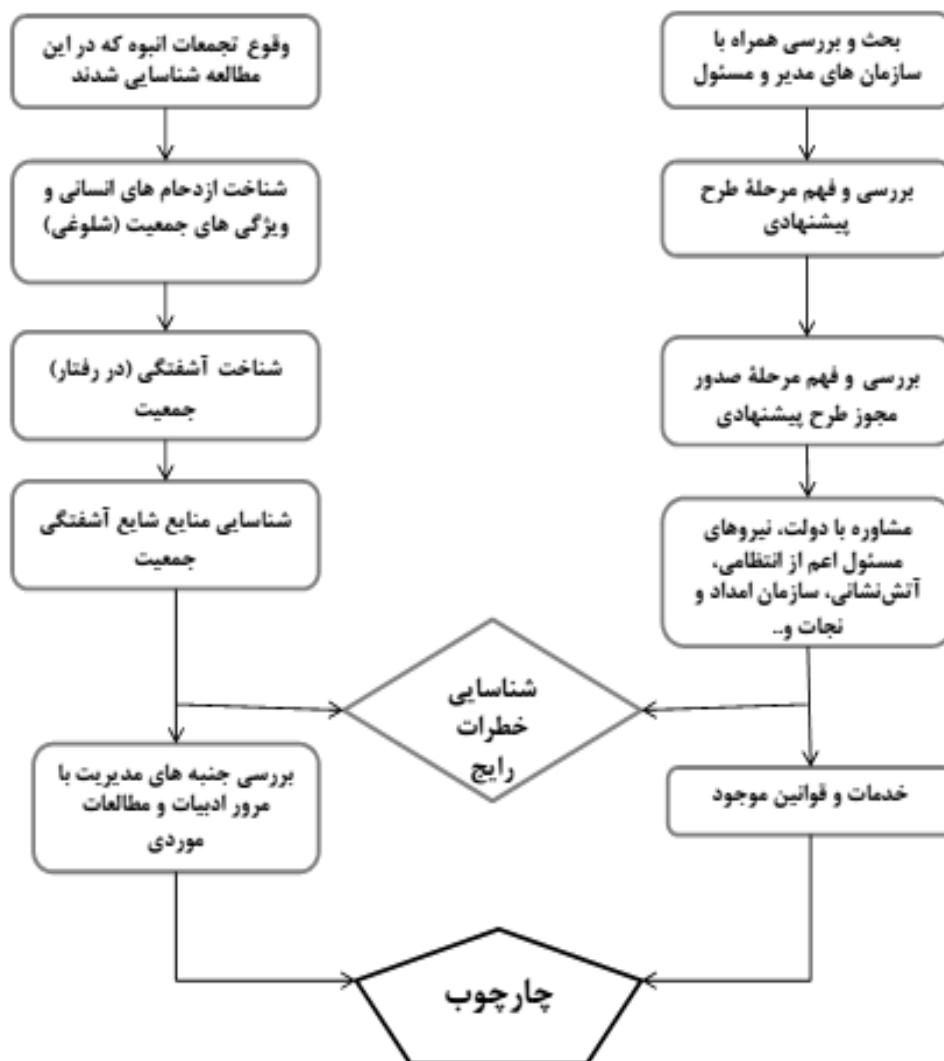 بحث و بررسی همراه با
سازمان های مدیر و مسئول
بررسی و فهم مرحلۀ طرح
پیشنهادی
بررسی و فهم مرحلۀ صدور
مجوز طرح پیشنهادی
مشاوره با دولت، نیروهای
مسئول اعم از انتظامی،
آتش‌نشانی، سازمان امداد و
نجات و..
خدمات و قوانین موجود
وقوع تجمعات انبوه که در این
مطالعه شناسایی شدند
شناخت ازدحام های انسانی و
ویژگی های جمعیت (شلوغی)
شناخت آشفتگی (در رفتار)
جمعیت
شناسایی منایع شایع آشفتگی
جمعیت
بررسی جنبه های مدیریت با
مرور ادبیات و مطالعات
موردی
شناسایی
خطرات
رایج
چارچوب